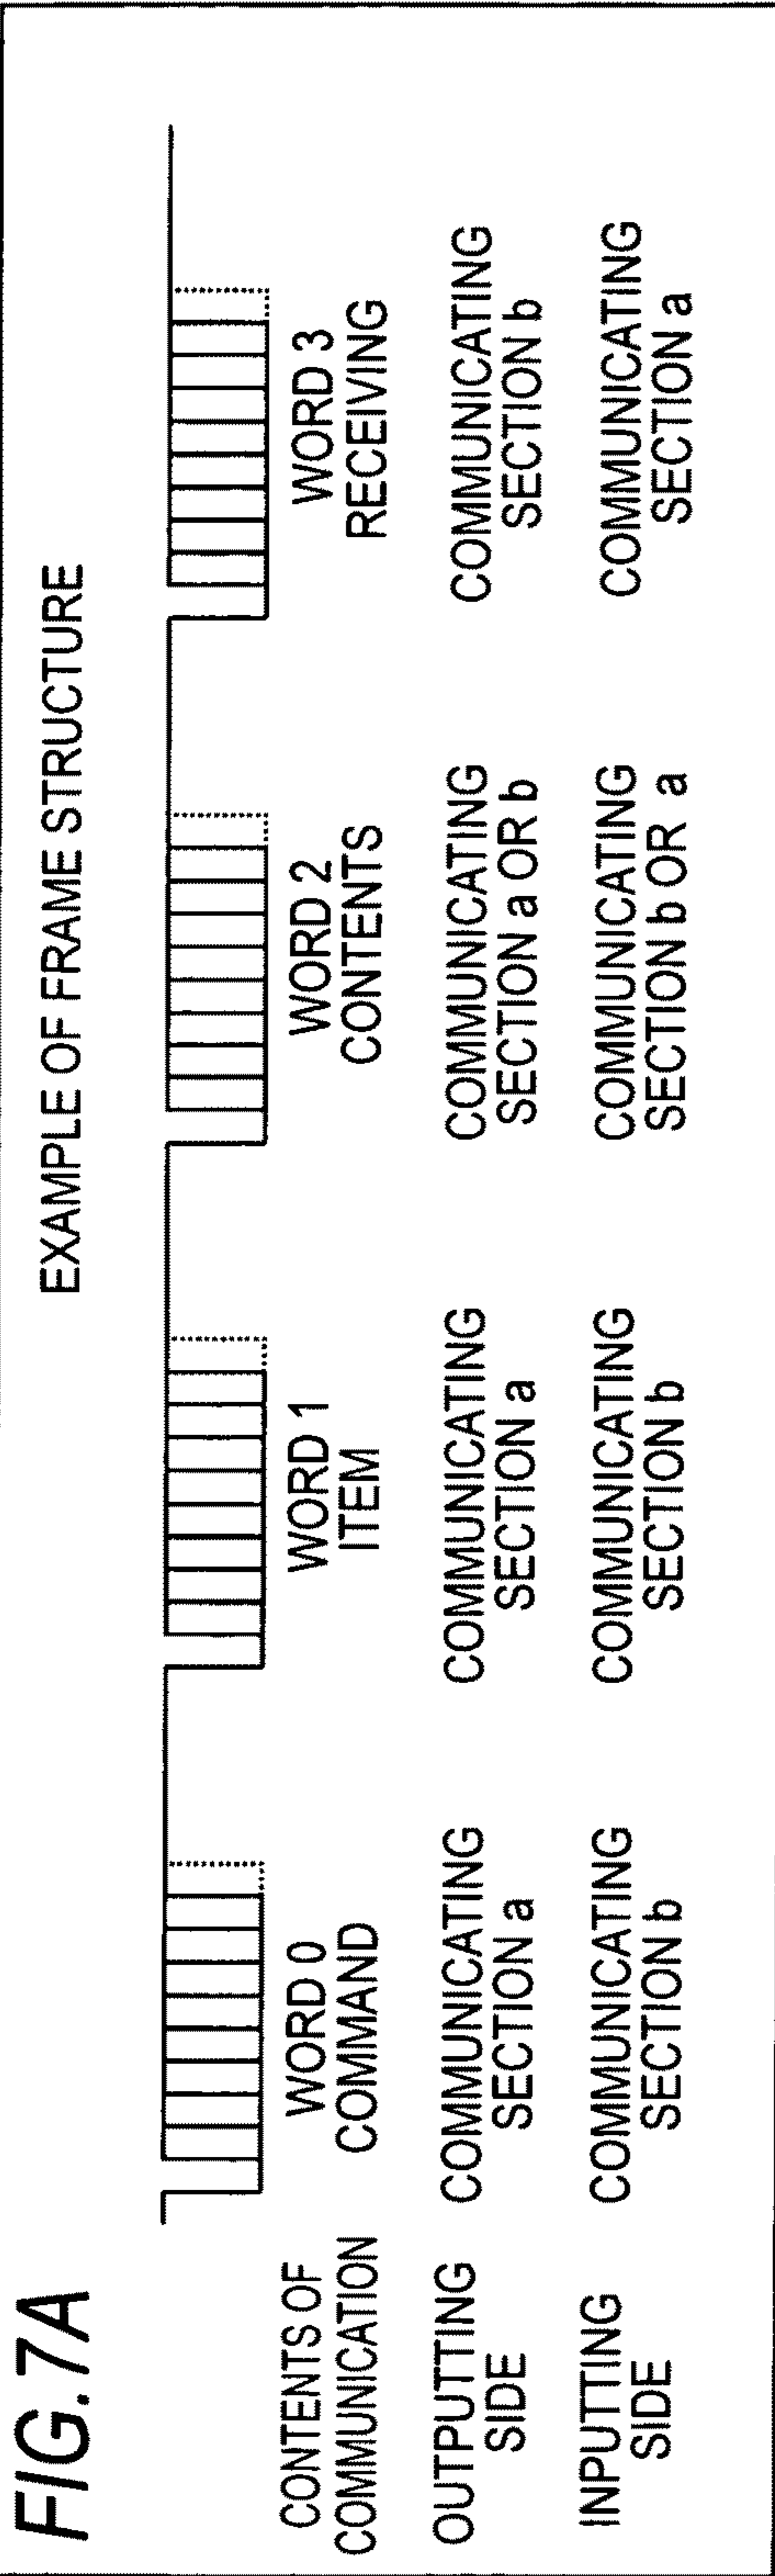 FIG.7A
EXAMPLE OF FRAME STRUCTURE
CONTENTS OF
COMMUNICATION
WORD 0
COMMAND
WORD 1
ITEM
WORD 2
CONTENTS
WORD 3
RECEIVING
OUTPUTTING
SIDE
COMMUNICATING
SECTION a
COMMUNICATING
SECTION a
COMMUNICATING
SECTION a OR b
COMMUNICATING
SECTION b
INPUTTING
SIDE
COMMUNICATING
SECTION b
COMMUNICATING
SECTION b
COMMUNICATING
SECTION b OR a
COMMUNICATING
SECTION a